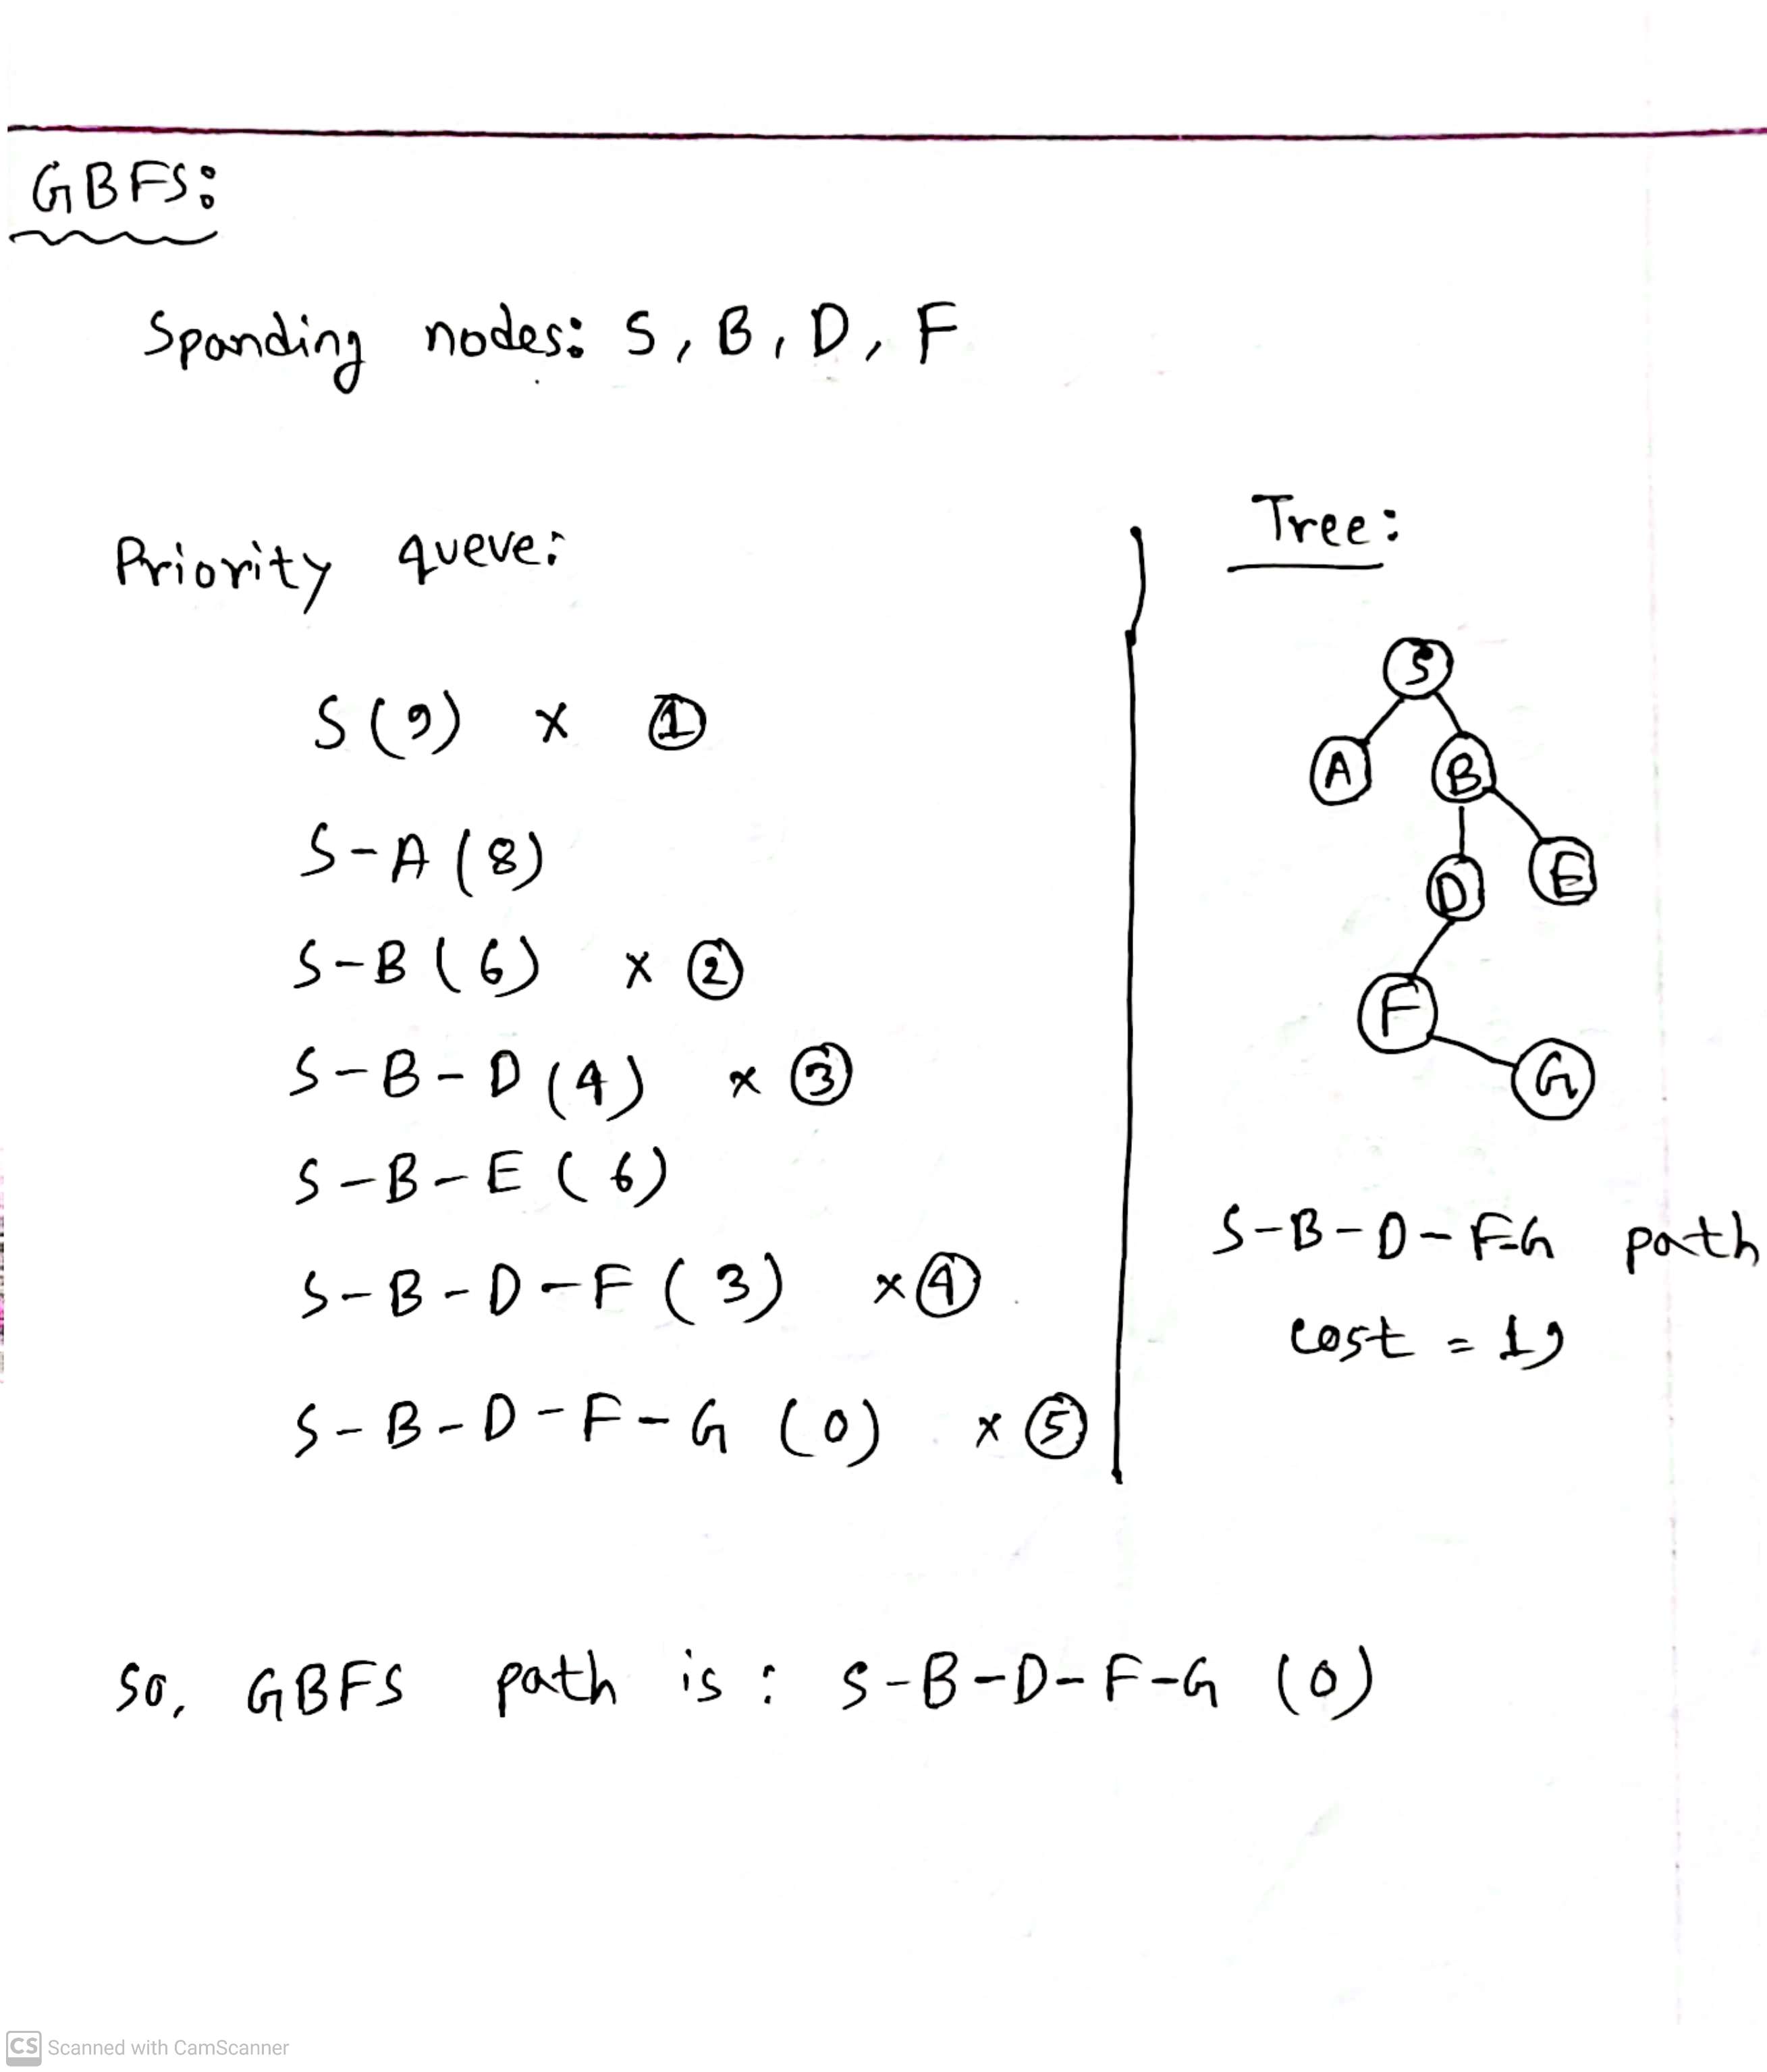 GBFS:
Spanding nodes: S, B, D, F
Priority queve:
S(9) x ①
S-A(8)
S-B(6) x ②
S-B-D(4) x ③
S-B-E(6)
S-B-D-F(3) x ④
S-B-D-F-G (0) x ⑤
Tree:
S
A B
D E
F
G
S-B-D-F-G path
cost = 19
So, GBFS path is: S-B-D-F-G (0)
CS Scanned with CamScanner